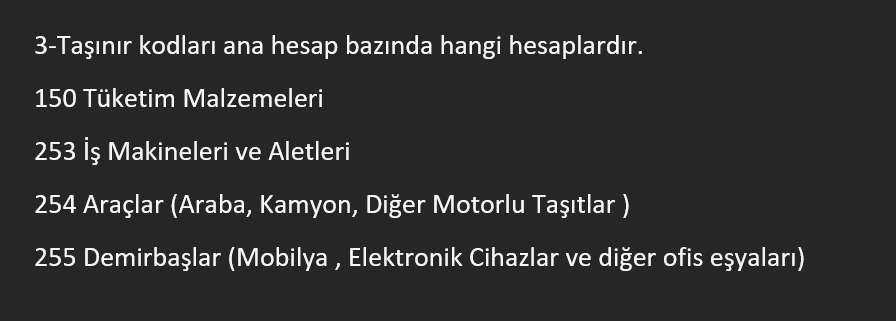 3-Taşınır kodları ana hesap bazında hangi hesaplardır.
150 Tüketim Malzemeleri
253 İş Makineleri ve Aletleri
254 Araçlar (Araba, Kamyon, Diğer Motorlu Taşıtlar )
255 Demirbaşlar (Mobilya , Elektronik Cihazlar ve diğer ofis eşyaları)